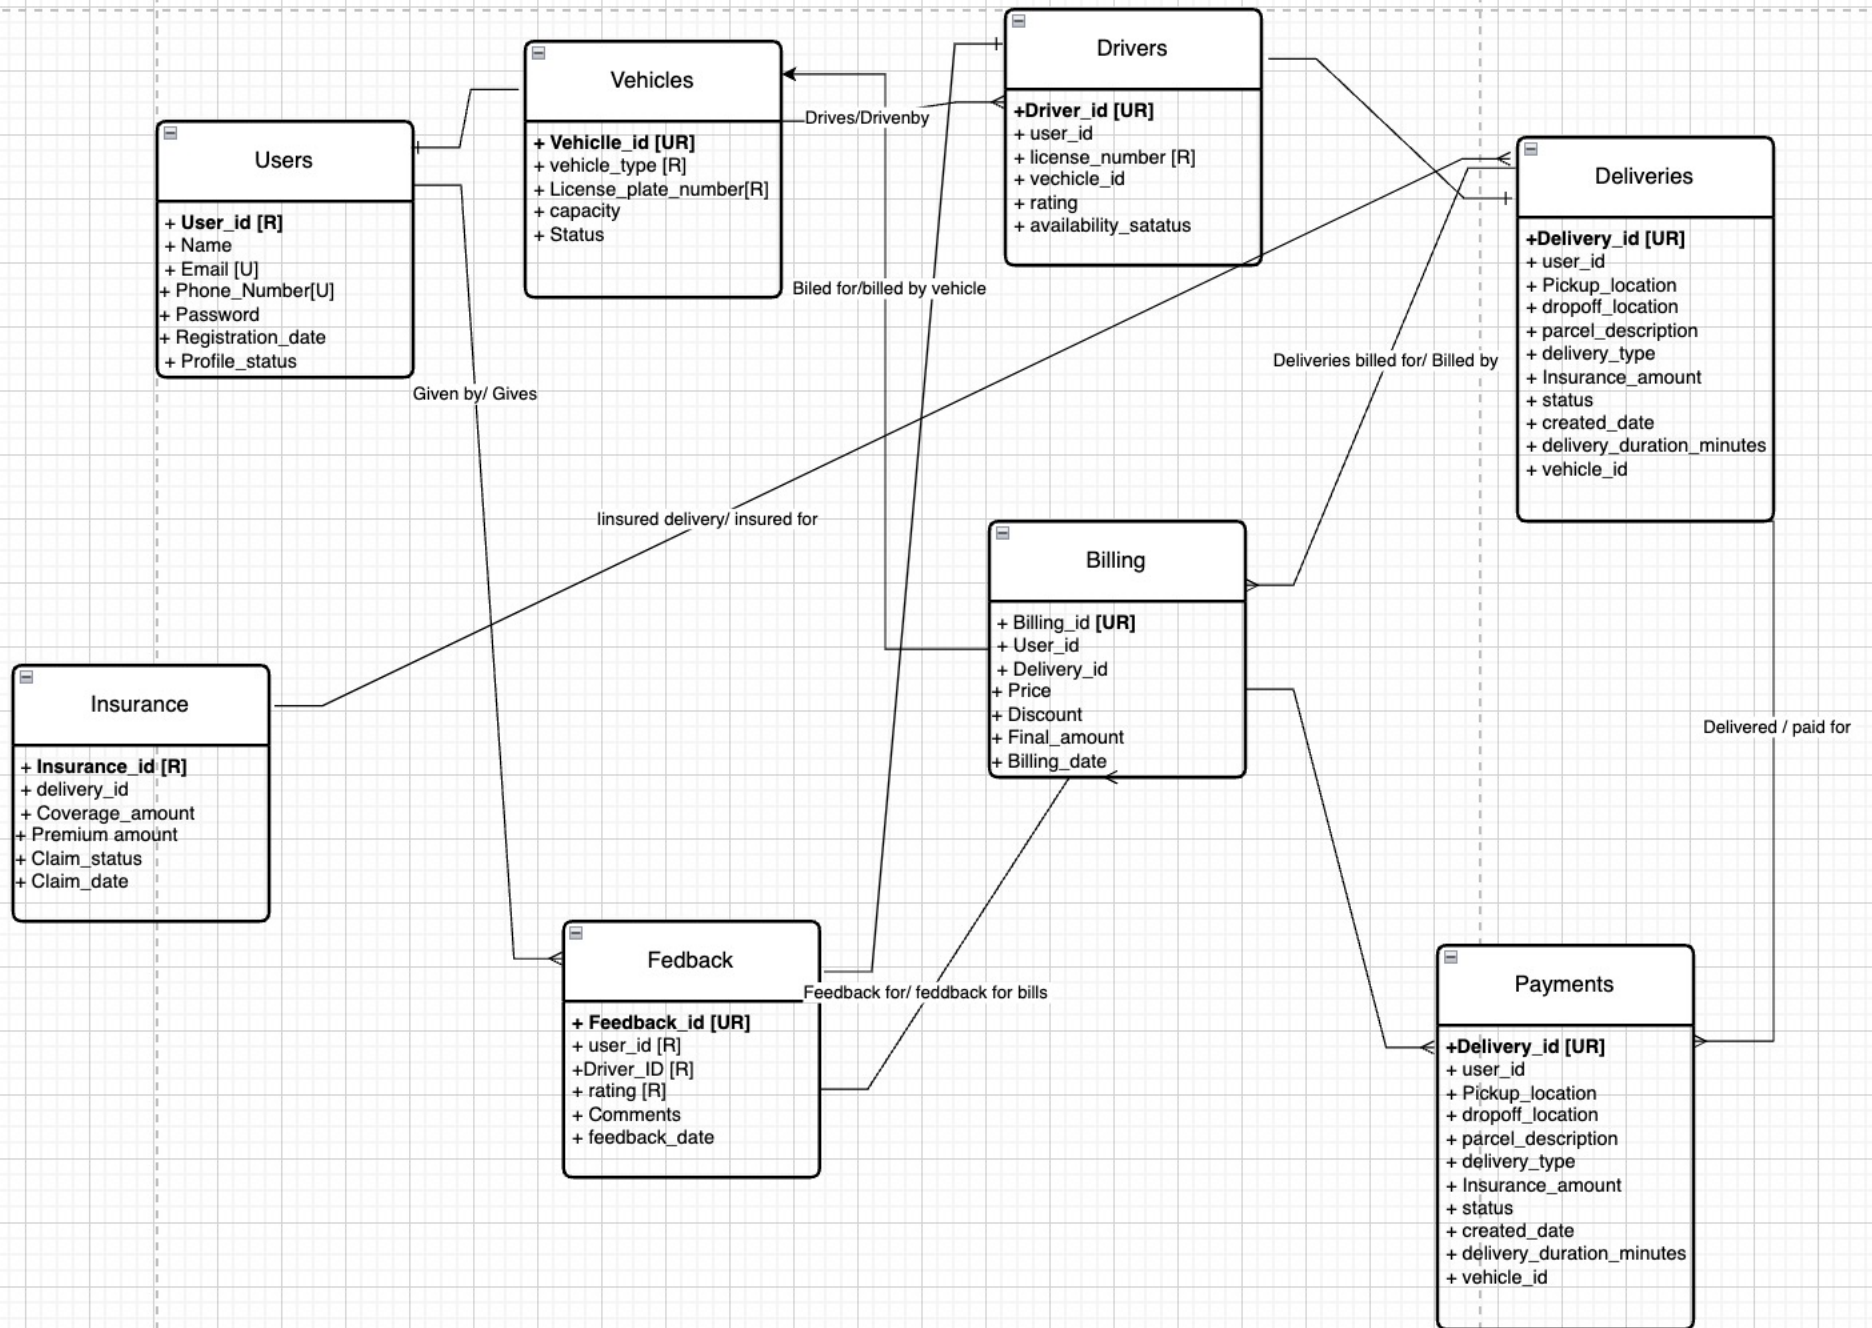 Users
+ User_id [R]
+ Name
+ Email [U]
+ Phone_Number[U]
+ Password
+ Registration_date
+ Profile_status
Vehicles
+ Vehiclle_id [UR]
+ vehicle_type [R]
+ License_plate_number[R]
+ capacity
+ Status
Drives/Drivenby
Drivers
+Driver_id [UR]
+ user_id
+ license_number [R]
+ vechicle_id
+ rating
+ availability_satatus
Deliveries
+Delivery_id [UR]
+ user_id
+ Pickup_location
+ dropoff_location
+ parcel_description
+ delivery_type
+ Insurance_amount
+ status
+ created_date
+ delivery_duration_minutes
+ vehicle_id
Biled for/billed by vehicle
Deliveries billed for/ Billed by
Given by/ Gives
Iinsured delivery/ insured for
Billing
+ Billing_id [UR]
+ User_id
+ Delivery_id
+ Price
+ Discount
+ Final_amount
+ Billing_date
Insurance
+ Insurance_id [R]
+ delivery_id
+ Coverage_amount
+ Premium amount
+ Claim_status
+ Claim_date
Delivered / paid for
Fedback
+ Feedback_id [UR]
+ user_id [R]
+Driver_ID [R]
+ rating [R]
+ Comments
+ feedback_date
Feedback for/ feddback for bills
Payments
+Delivery_id [UR]
+ user_id
+ Pickup_location
+ dropoff_location
+ parcel_description
+ delivery_type
+ Insurance_amount
+ status
+ created_date
+ delivery_duration_minutes
+ vehicle_id